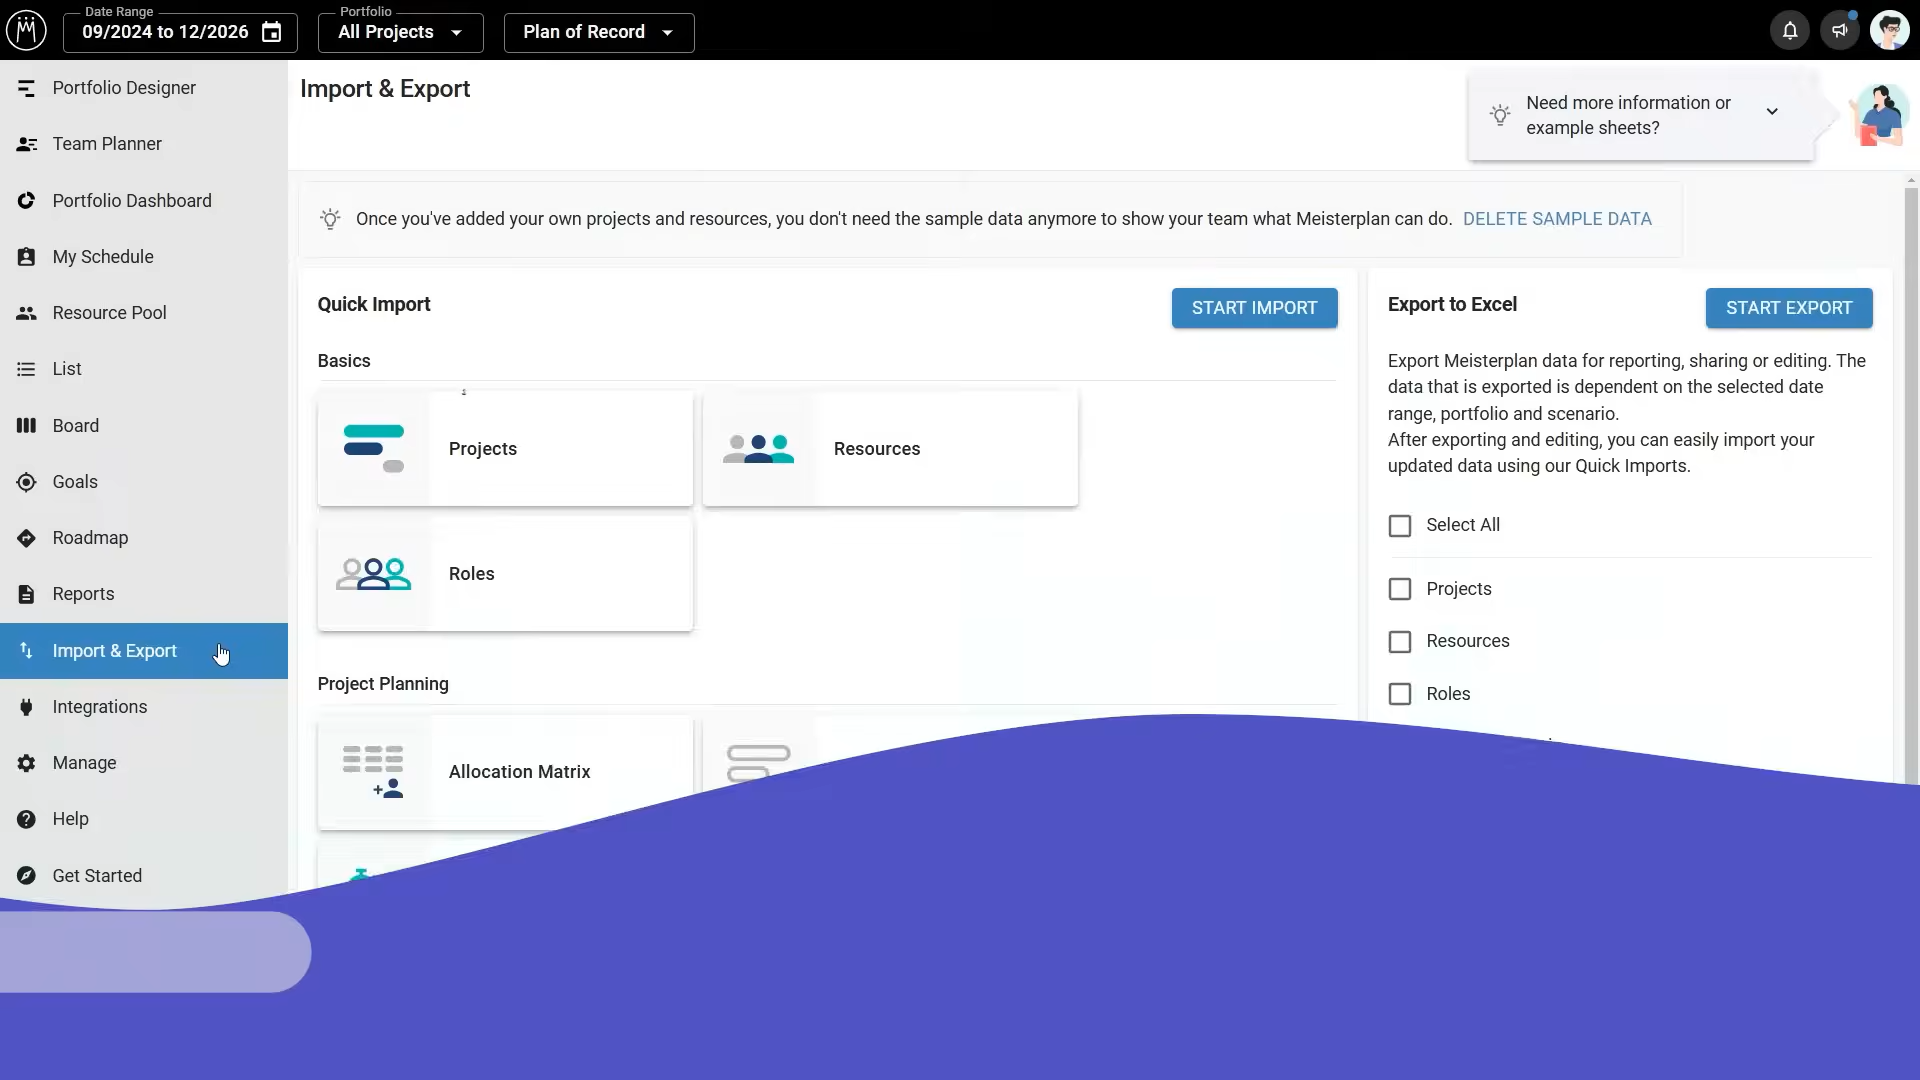 Date Range
09/2024 to 12/2026
Portfolio
All Projects
Plan of Record
Portfolio Designer
Team Planner
Portfolio Dashboard
My Schedule
Resource Pool
List
Board
Goals
Roadmap
Reports
Import & Export
Integrations
Manage
Help
Get Started
Import & Export
Need more information or
example sheets?
Once you've added your own projects and resources, you don't need the sample data anymore to show your team what Meisterplan can do. DELETE SAMPLE DATA
Quick Import
START IMPORT
Basics
Projects
Resources
Roles
Project Planning
Allocation Matrix
Export to Excel
START EXPORT
Export Meisterplan data for reporting, sharing or editing. The
data that is exported is dependent on the selected date
range, portfolio and scenario.
After exporting and editing, you can easily import your
updated data using our Quick Imports.
Select All
Projects
Resources
Roles